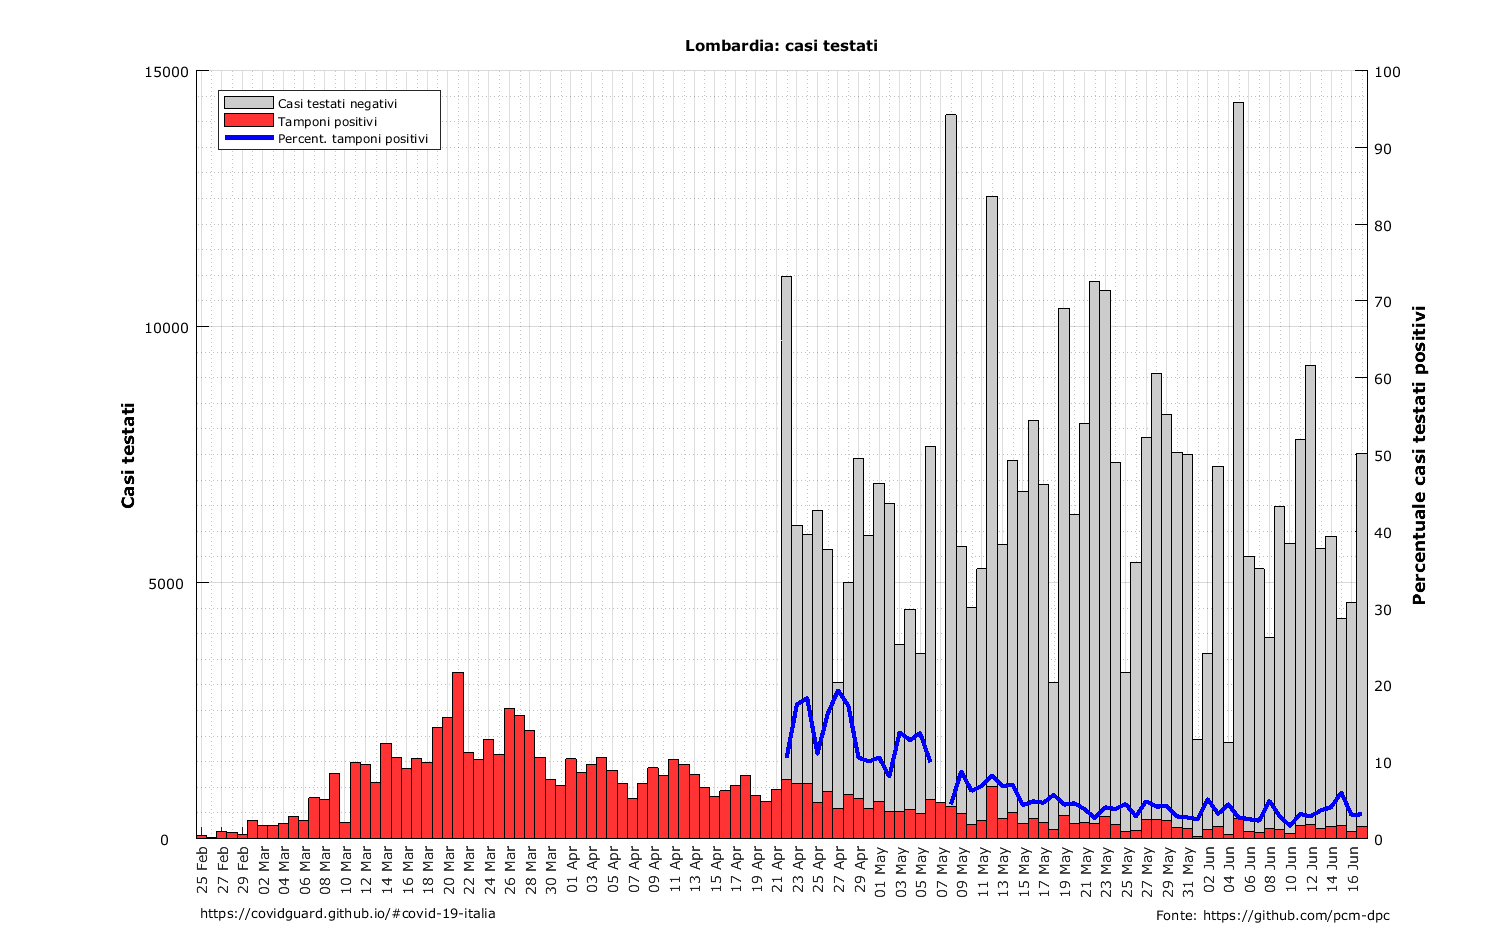 Lombardia: casi testati
15000
10000
5000
0
Casi testati
Casi testati negativi
Tamponi positivi
Percent. tamponi positivi
100
90
80
70
60
50
40
30
20
10
0
Percentuale casi testati positivi
25 Feb
27 Feb
29 Feb
02 Mar
04 Mar
06 Mar
08 Mar
10 Mar
12 Mar
14 Mar
16 Mar
18 Mar
20 Mar
22 Mar
24 Mar
26 Mar
28 Mar
30 Mar
01 Apr
03 Apr
05 Apr
07 Apr
09 Apr
11 Apr
13 Apr
15 Apr
17 Apr
19 Apr
21 Apr
23 Apr
25 Apr
27 Apr
29 Apr
01 May
03 May
05 May
07 May
09 May
11 May
13 May
15 May
17 May
19 May
21 May
23 May
25 May
27 May
29 May
31 May
02 Jun
04 Jun
06 Jun
08 Jun
10 Jun
12 Jun
14 Jun
16 Jun
https://covidguard.github.io/#covid-19-italia
Fonte: https://github.com/pcm-dpc